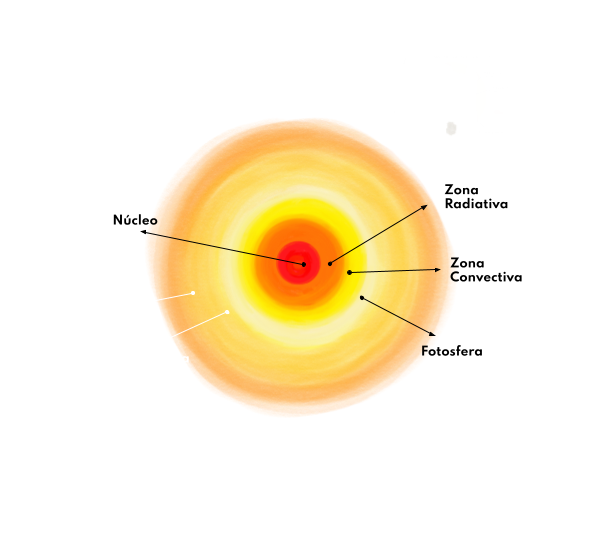 Núcleo
Zona
Radiativa
Zona
Convectiva
Fotosfera